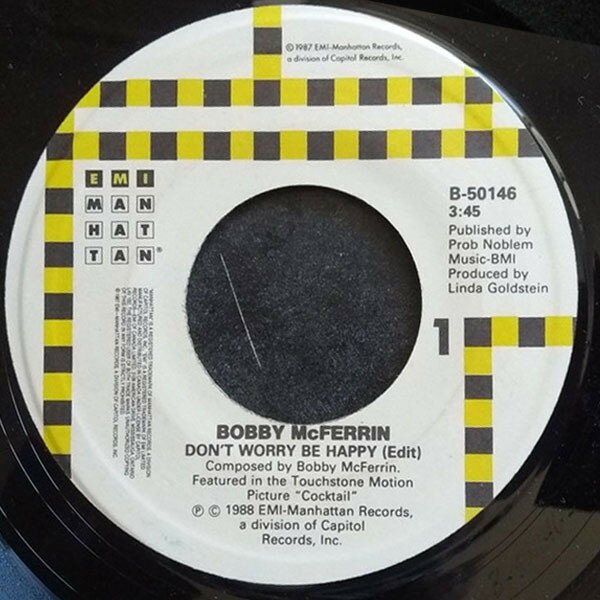 © 1987 EMI-Manhattan Records,
a division of Capitol Records, Inc.
EMI
MAN
HAT
TAN®
B-50146
3:45
Published by
Prob Noblem
Music-BMI
Produced by
Linda Goldstein
1
BOBBY McFERRIN
DON'T WORRY BE HAPPY (Edit)
Composed by Bobby McFerrin.
Featured in the Touchstone Motion
Picture "Cocktail"
℗ © 1988 EMI-Manhattan Records,
a division of Capitol
Records, Inc.